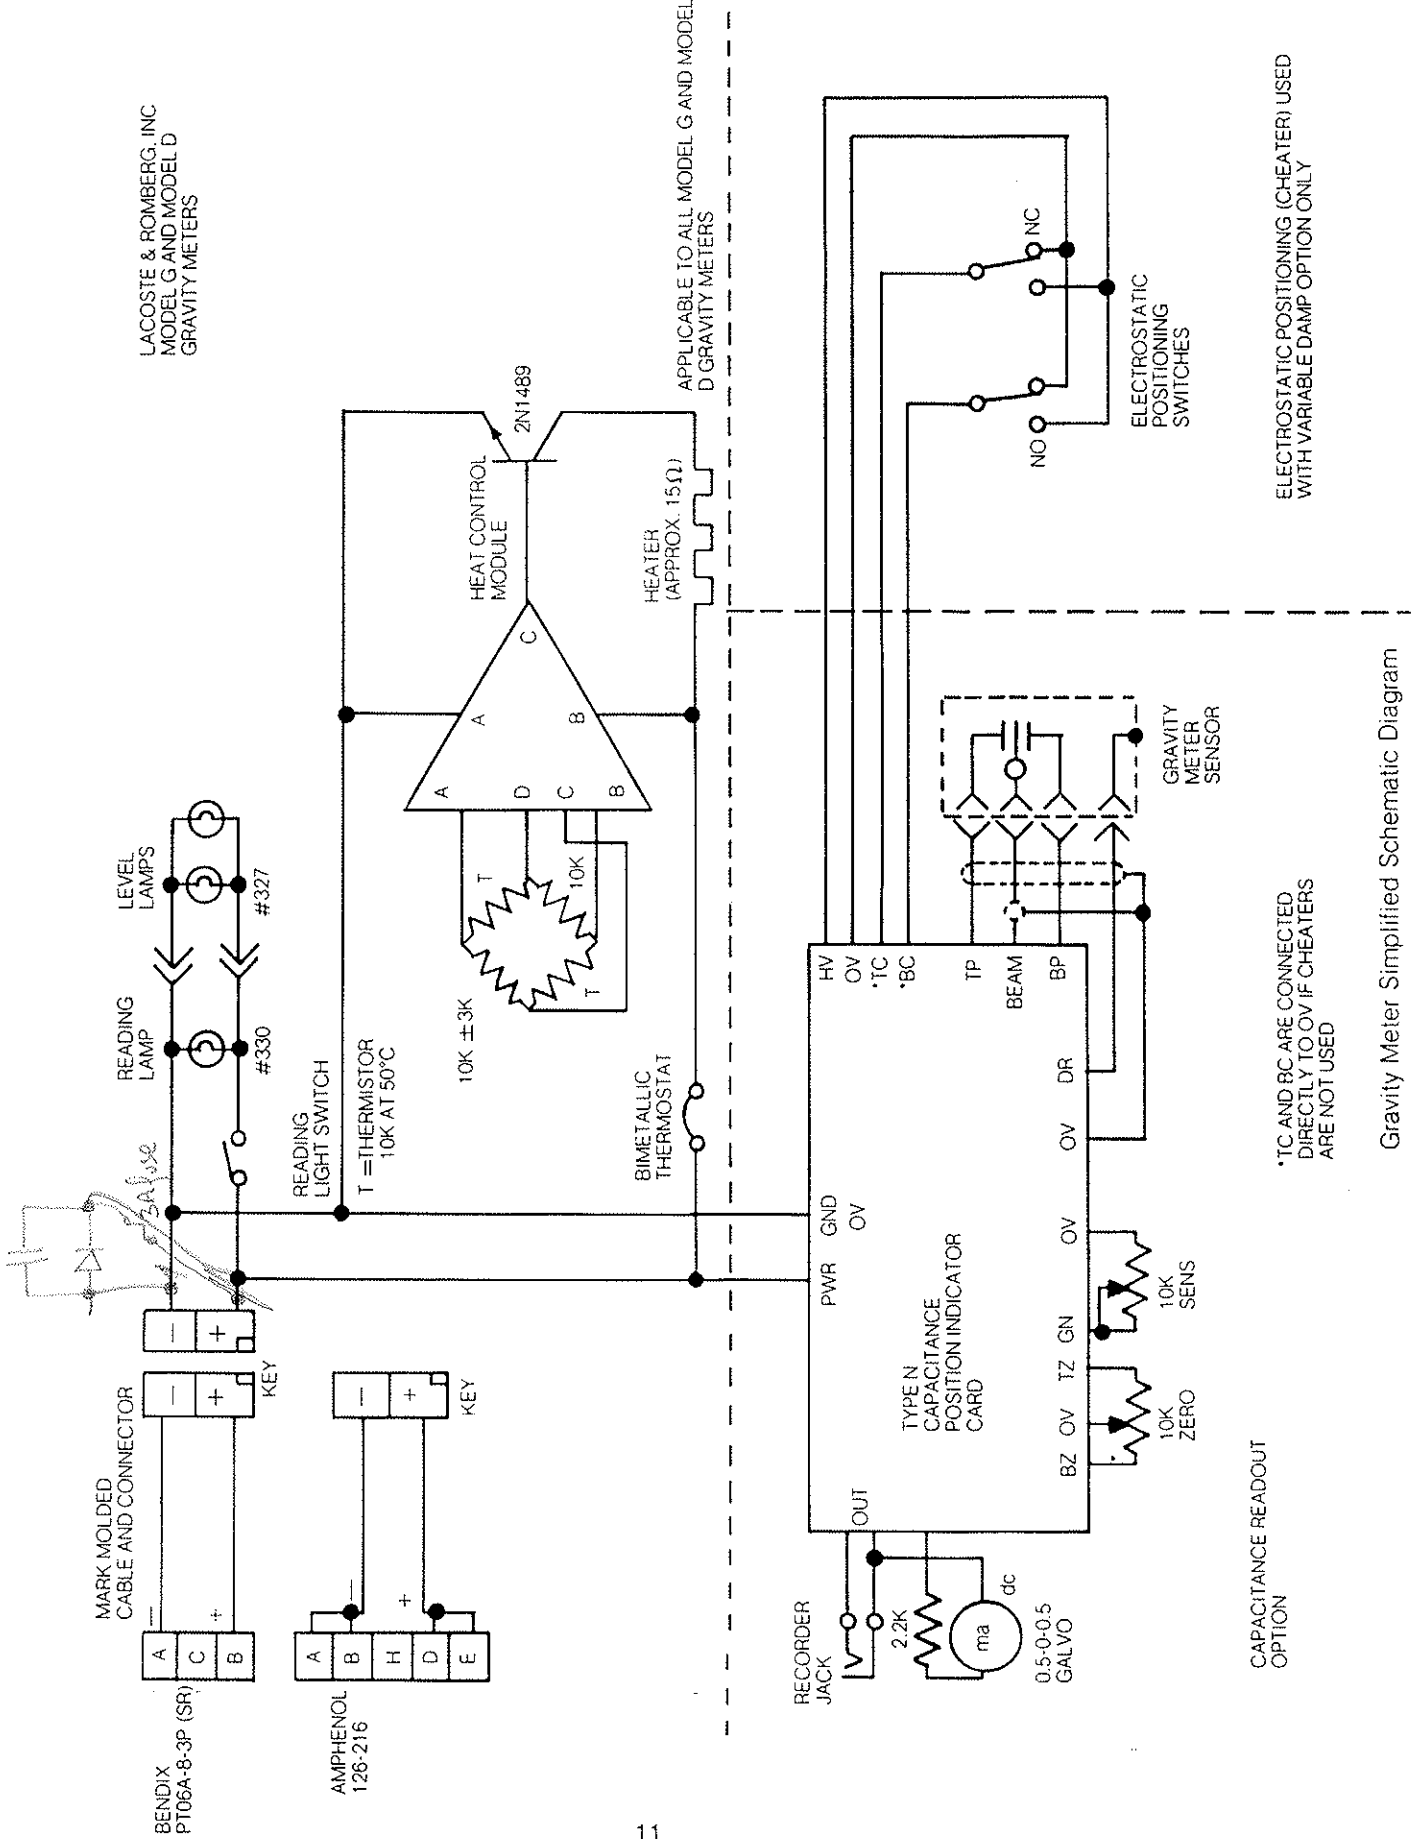 LACOSTE & ROMBERG, INC
MODEL G AND MODEL D
GRAVITY METERS
BENDIX
PT06A-8-3P (SR)
A
C
B
−
+
MARK MOLDED
CABLE AND CONNECTOR
−
+
KEY
−
+
READING
LAMP
#330
LEVEL
LAMPS
#327
AMPHENOL
126-216
A
B
H
D
E
−
+
−
+
KEY
READING
LIGHT SWITCH
T = THERMISTOR
10K AT 50°C
10K ±3K
T
T
10K
A
D
C
B
A
B
C
HEAT CONTROL
MODULE
2N1489
HEATER
(APPROX. 15Ω)
BIMETALLIC
THERMOSTAT
APPLICABLE TO ALL MODEL G AND MODEL
D GRAVITY METERS
RECORDER
JACK
2.2K
ma
dc
0.5-0-0.5
GALVO
OUT
PWR
GND
OV
TYPE N
CAPACITANCE
POSITION INDICATOR
CARD
BZ
OV
TZ
GN
OV
OV
DR
HV
OV
*TC
*BC
TP
BEAM
BP
10K
ZERO
10K
SENS
GRAVITY
METER
SENSOR
NO
NC
ELECTROSTATIC
POSITIONING
SWITCHES
CAPACITANCE READOUT
OPTION
*TC AND BC ARE CONNECTED
DIRECTLY TO OV IF CHEATERS
ARE NOT USED
ELECTROSTATIC POSITIONING (CHEATER) USED
WITH VARIABLE DAMP OPTION ONLY
Gravity Meter Simplified Schematic Diagram
11